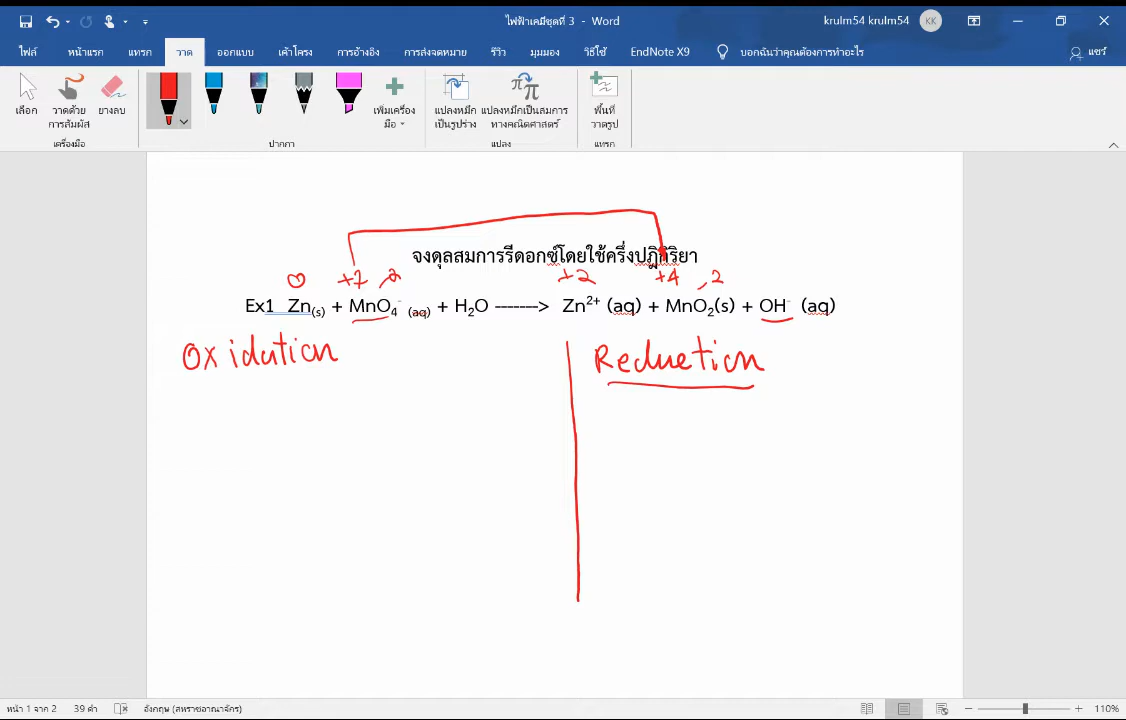 ไฟฟ้าเคมีชุดที่ 3 - Word
krulm54 krulm54
KK
ไฟล์ หน้าแรก แทรก วาด ออกแบบ เค้าโครง การอ้างอิง การส่งจดหมาย รีวิว มุมมอง วิธีใช้ EndNote X9 บอกฉันว่าคุณต้องการทำอะไร แชร์
เลือก วาดด้วยการสัมผัส ยางลบ เพิ่มเครื่องมือ แปลงหมึกเป็นรูปร่าง แปลงหมึกเป็นสมการทางคณิตศาสตร์ พื้นที่วาดรูป
เครื่องมือ ปากกา แปลง แทรก
จงดุลสมการรีดอกซ์โดยใช้ครึ่งปฏิกิริยา
0 +7 -2 +2 +4 -2
Ex1 Zn(s) + MnO4- (aq) + H2O -------> Zn2+ (aq) + MnO2(s) + OH- (aq)
Oxidation Reduction
หน้า 1 จาก 2 39 คำ อังกฤษ (สหราชอาณาจักร) 110%